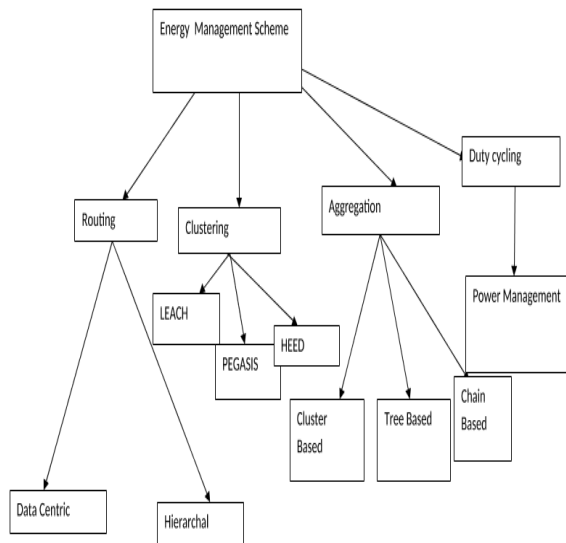 Energy Management Scheme
Duty cycling
Routing
Clustering
Aggregation
Power Management
LEACH
PEGASIS
HEED
Cluster
Based
Tree Based
Chain
Based
Data Centric
Hierarchal